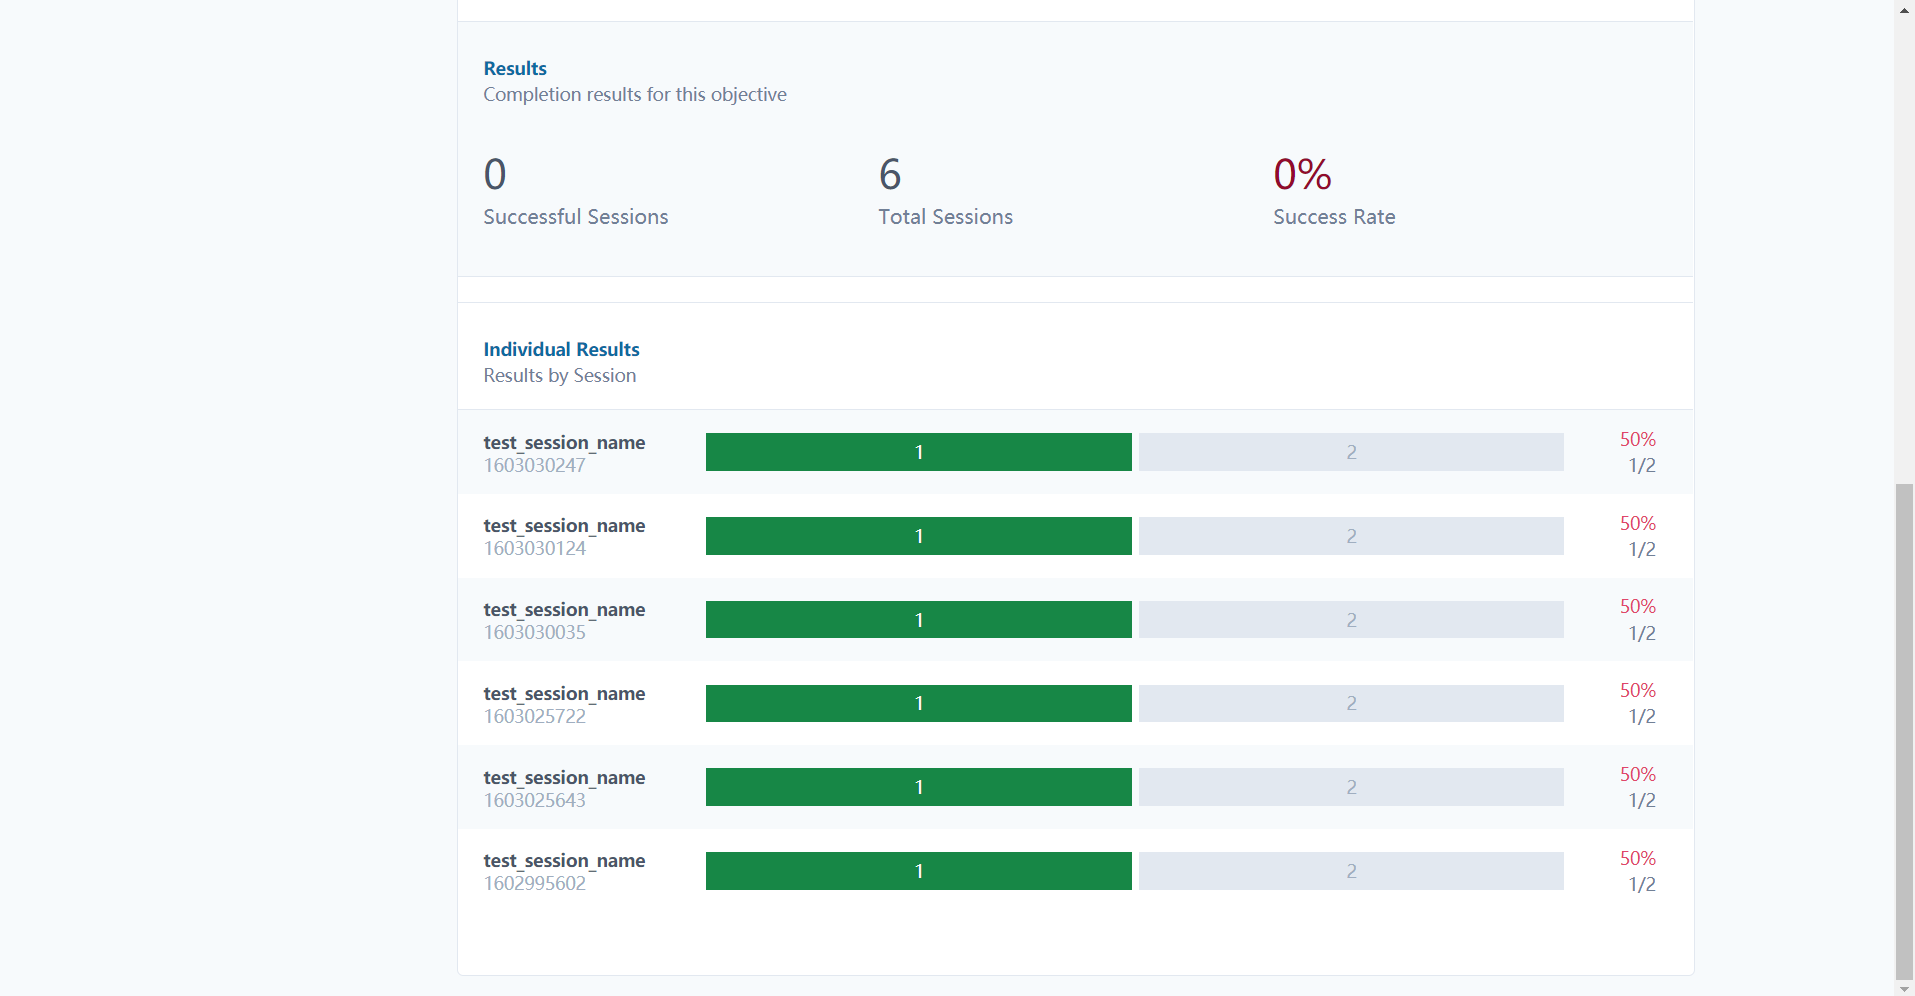 Results
Completion results for this objective
0
Successful Sessions
6
Total Sessions
0%
Success Rate
Individual Results
Results by Session
test_session_name
1603030247
1
2
50%
1/2
test_session_name
1603030124
1
2
50%
1/2
test_session_name
1603030035
1
2
50%
1/2
test_session_name
1603025722
1
2
50%
1/2
test_session_name
1603025643
1
2
50%
1/2
test_session_name
1602995602
1
2
50%
1/2